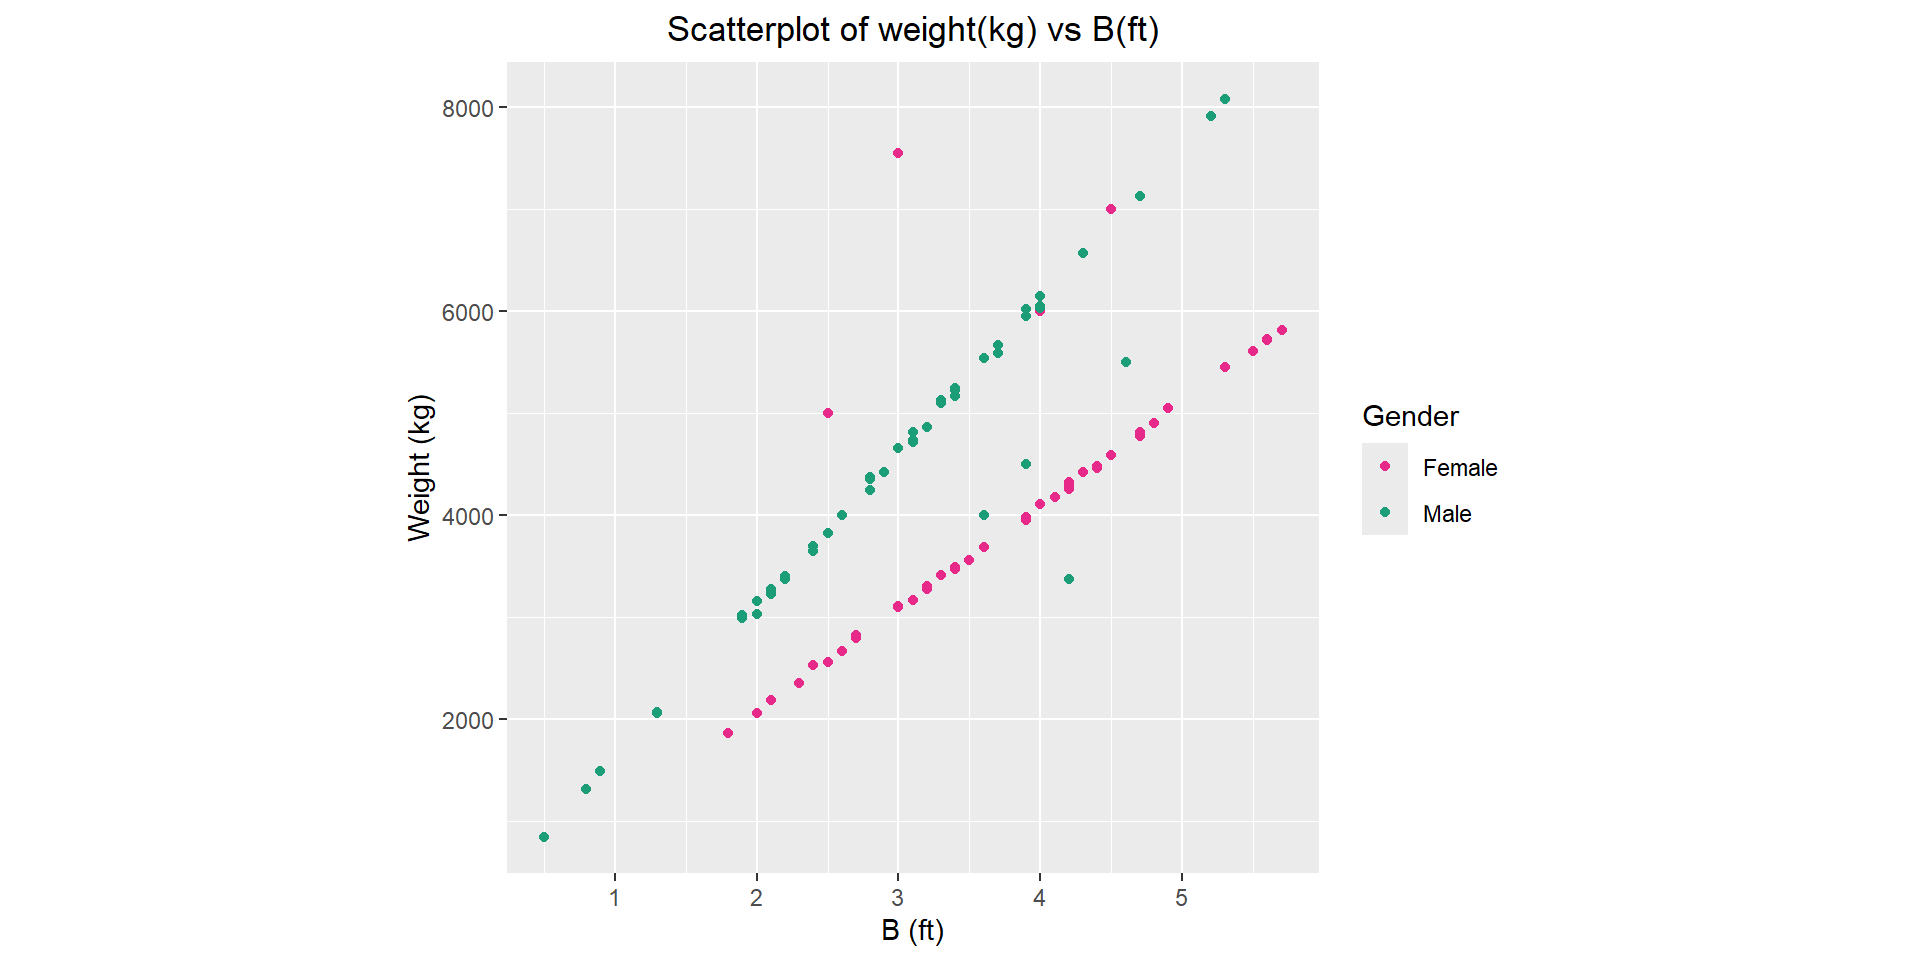 Scatterplot of weight(kg) vs B(ft)
8000
6000
4000
2000
Weight (kg)
1 2 3 4 5
B (ft)
Gender
Female
Male